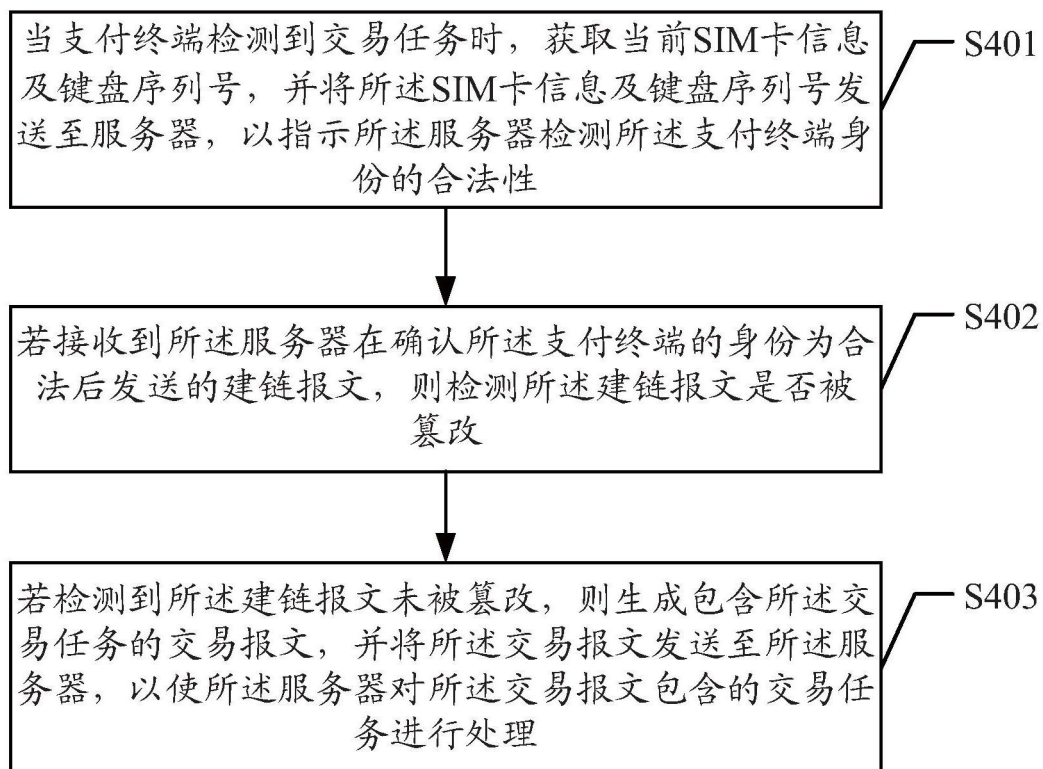 当支付终端检测到交易任务时，获取当前SIM卡信息
及键盘序列号，并将所述SIM卡信息及键盘序列号发
送至服务器，以指示所述服务器检测所述支付终端身
份的合法性
S401
若接收到所述服务器在确认所述支付终端的身份为合
法后发送的建链报文，则检测所述建链报文是否被
篡改
S402
若检测到所述建链报文未被篡改，则生成包含所述交
易任务的交易报文，并将所述交易报文发送至所述服
务器，以使所述服务器对所述交易报文包含的交易任
务进行处理
S403